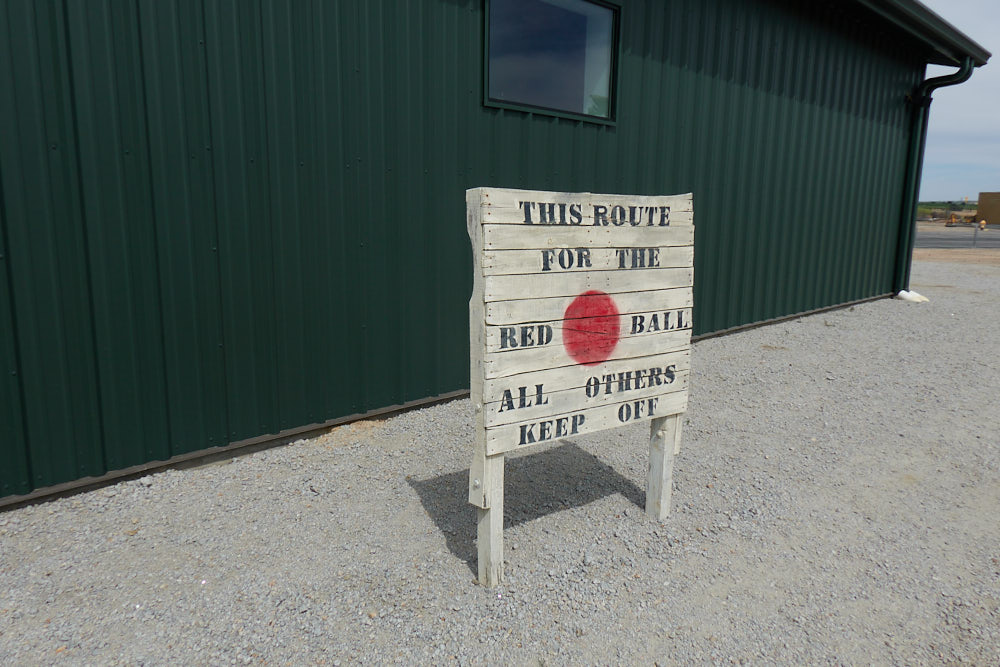 THIS ROUTE
FOR THE
RED BALL
ALL OTHERS
KEEP OFF